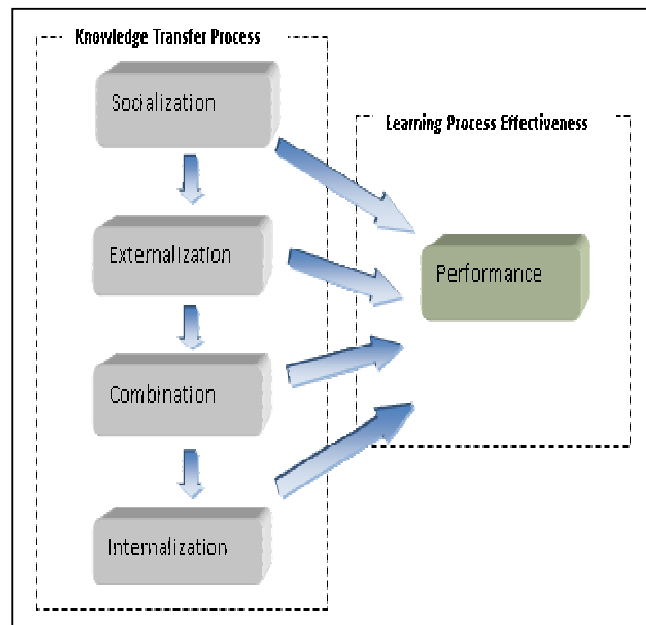 Knowledge Transfer Process
Socialization
Learning Process Effectiveness
Externalization
Performance
Combination
Internalization